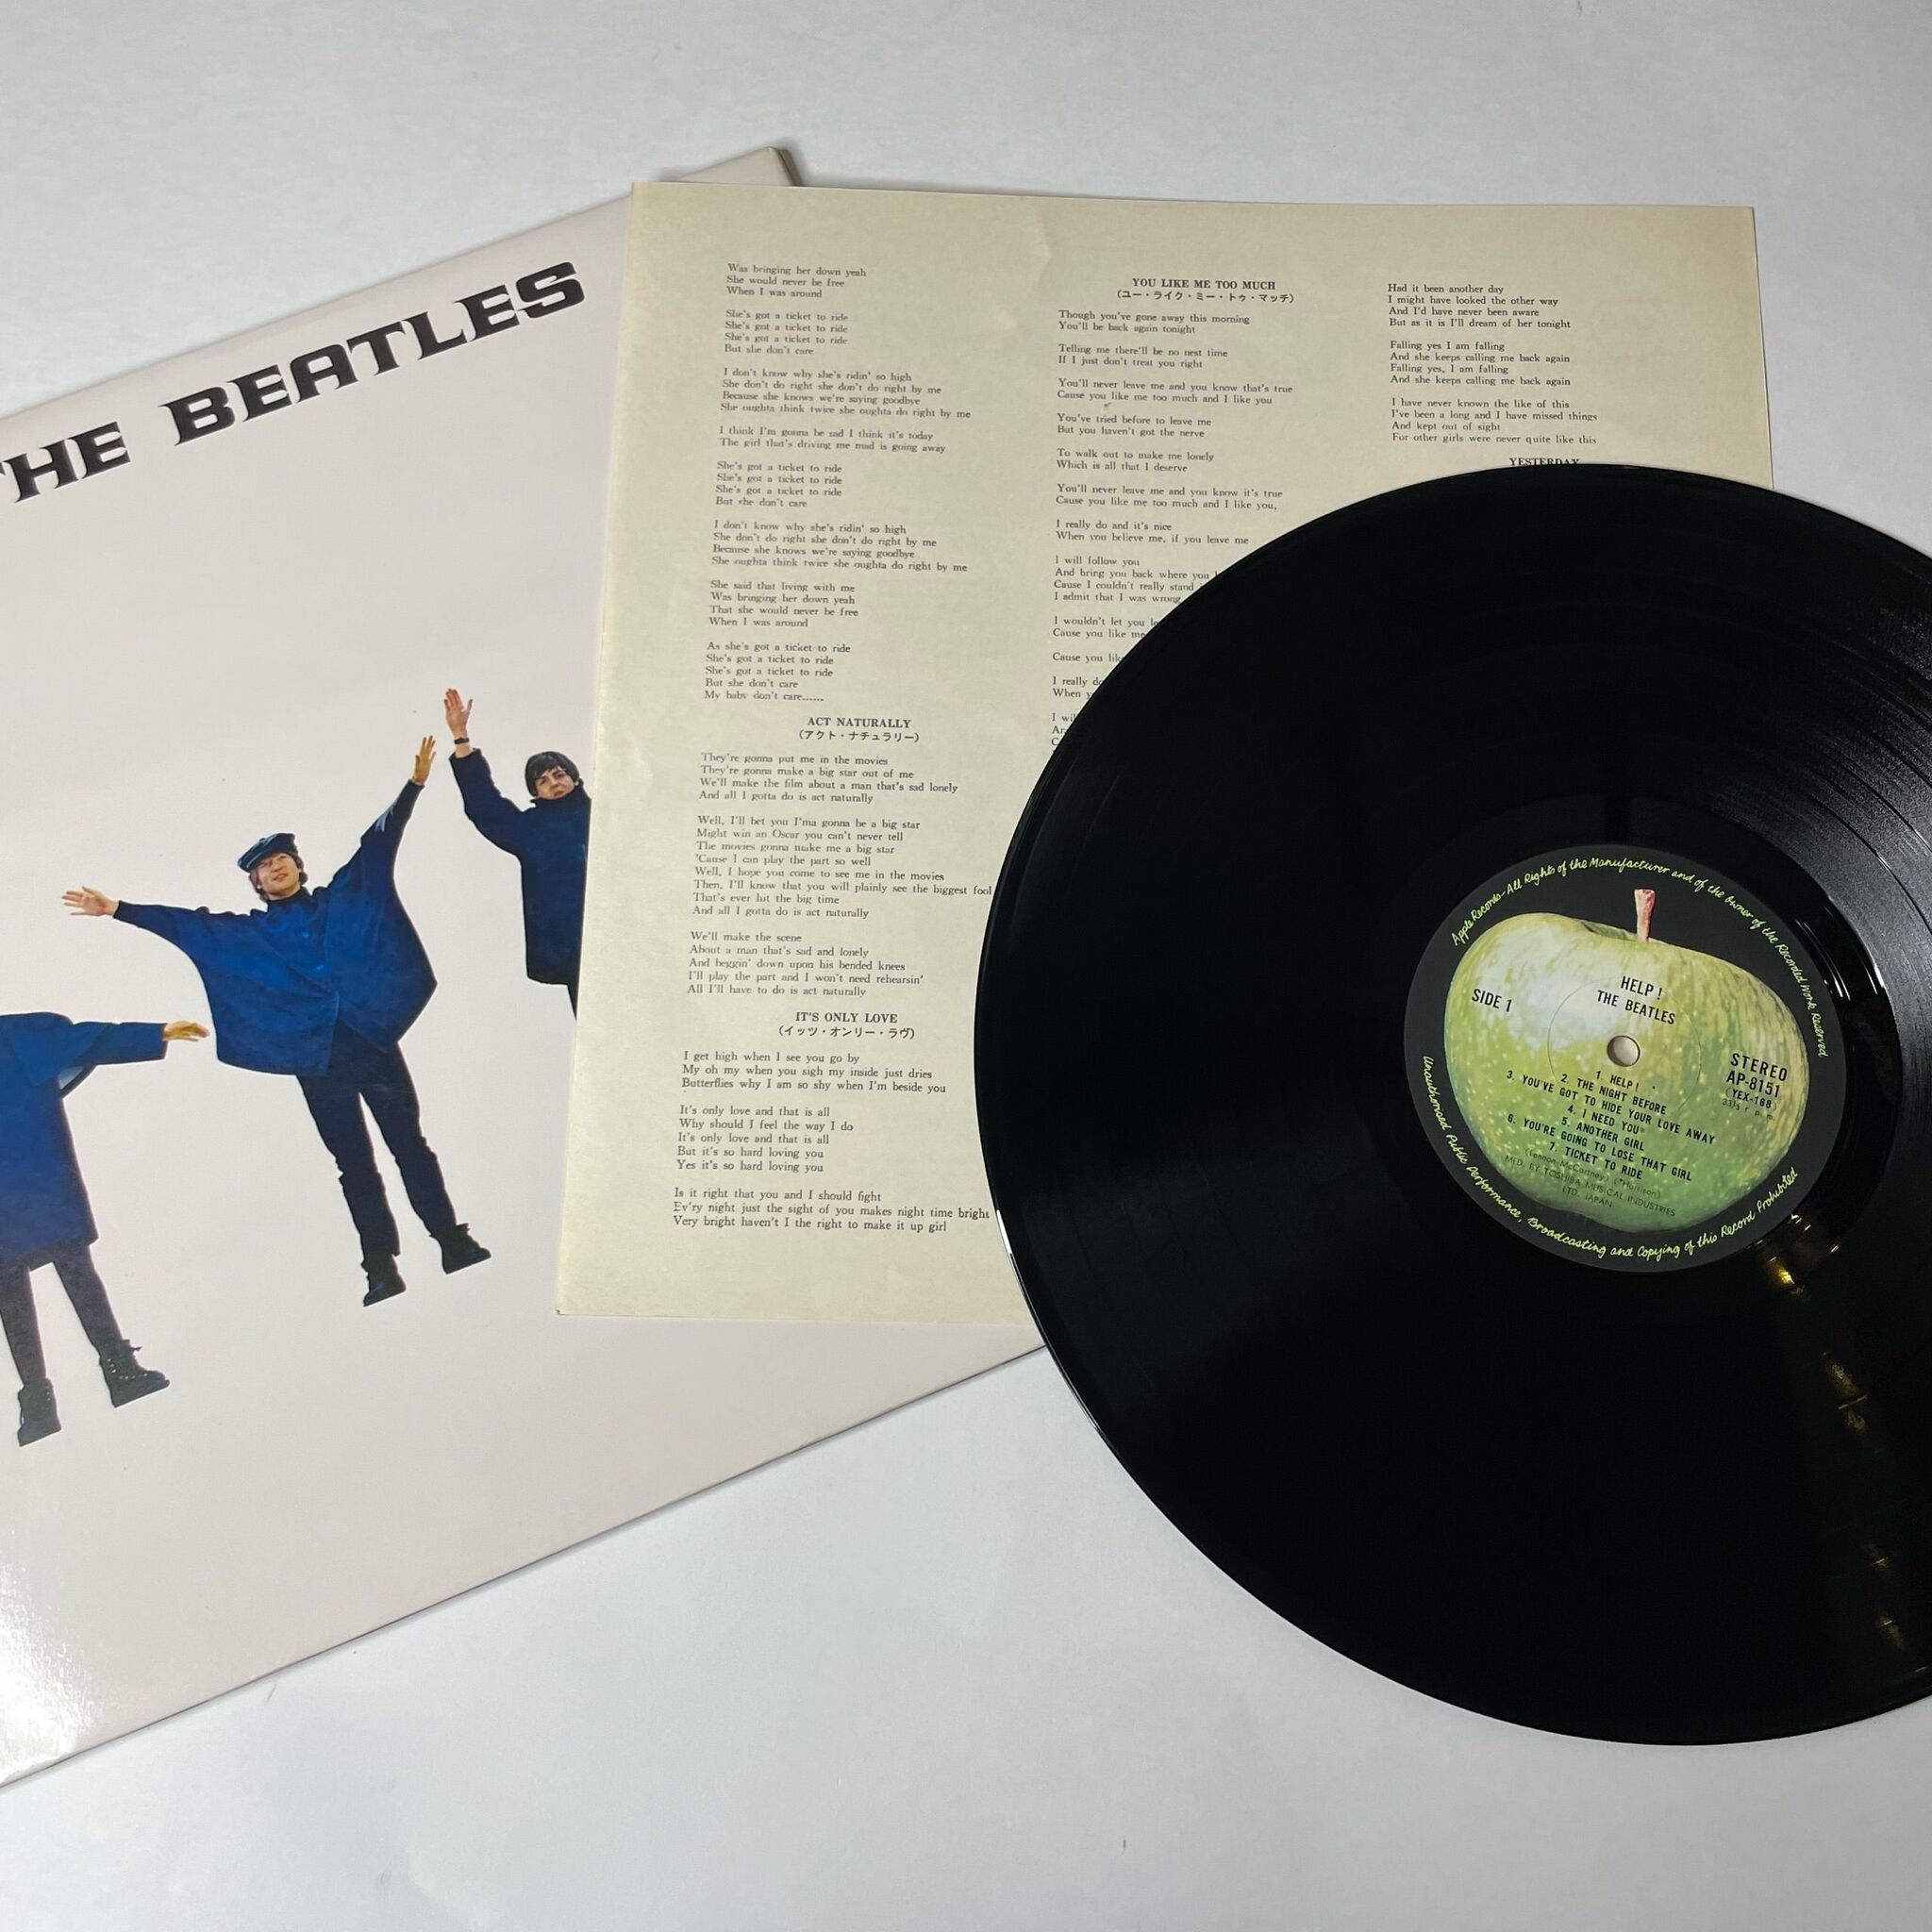 THE BEATLES
Was bringing her down yeah
She would never be free
When I was around
She's got a ticket to ride
She's got a ticket to ride
She's got a ticket to ride
But she don't care
I don't know why she's ridin' so high
She don't do right she don't do right by me
Because she knows we're saying goodbye
She oughta think twice she oughta do right by me
I think I'm gonna be sad I think it's today
The girl that's driving me mad is going away
She's got a ticket to ride
She's got a ticket to ride
She's got a ticket to ride
But she don't care
I don't know why she's ridin' so high
She don't do right she don't do right by me
Because she knows we're saying goodbye
She oughta think twice she oughta do right by me
She said that living with me
Was bringing her down yeah
That she would never be free
When I was around
As she's got a ticket to ride
She's got a ticket to ride
She's got a ticket to ride
But she don't care
My baby don't care......
ACT NATURALLY
(アクト・ナチュラリー)
They're gonna put me in the movies
They're gonna make a big star out of me
We'll make the film about a man that's sad lonely
And all I gotta do is act naturally
Well, I'll bet you I'ma gonna be a big star
Might win an Oscar you can't never tell
The movies gonna make me a big star
'Cause I can play the part so well
Well, I hope you come to see me in the movies
Then, I'll know that you will plainly see the biggest fool
That's ever hit the big time
And all I gotta do is act naturally
We'll make the scene
About a man that's sad and lonely
And beggin' down upon his bended knees
I'll play the part and I won't need rehearsin'
All I'll have to do is act naturally
IT'S ONLY LOVE
(イッツ・オンリー・ラヴ)
I get high when I see you go by
My oh my when you sigh my inside just dries
Butterflies why I am so shy when I'm beside you
It's only love and that is all
Why should I feel the way I do
It's only love and that is all
But it's so hard loving you
Yes it's so hard loving you
Is it right that you and I should fight
Ev'ry night just the sight of you makes night time bright
Very bright haven't I the right to make it up girl
YOU LIKE ME TOO MUCH
(ユー・ライク・ミー・トゥ・マッチ)
Though you've gone away this morning
You'll be back again tonight
Telling me there'll be no nest time
If I just don't treat you right
You'll never leave me and you know that's true
Cause you like me too much and I like you
You've tried before to leave me
But you haven't got the nerve
To walk out to make me lonely
Which is all that I deserve
You'll never leave me and you know it's true
Cause you like me too much and I like you,
I really do and it's nice
When you believe me, if you leave me
I will follow you
And bring you back where you
Cause I couldn't really stand
I admit that I was wrong
I wouldn't let you
Cause you like me
Cause you
I really
When
I
Had it been another day
I might have looked the other way
And I'd have never been aware
But as it is I'll dream of her tonight
Falling yes I am falling
And she keeps calling me back again
Falling yes, I am falling
And she keeps calling me back again
I have never known the like of this
I've been a long and I have missed things
And kept out of sight
For other girls were never quite like this
YESTERDAY
Apple Records-All Rights of the Manufacturer and of the Owner of the Recorded Work Reserved
HELP!
THE BEATLES
SIDE 1
STEREO
AP-8151
(YEX-168)
33⅓ r. p. m.
1. HELP!
2. THE NIGHT BEFORE
3. YOU'VE GOT TO HIDE YOUR LOVE AWAY
4. I NEED YOU*
5. ANOTHER GIRL
6. YOU'RE GOING TO LOSE THAT GIRL
7. TICKET TO RIDE
(Lennon-McCartney) (*Harrison)
MFD. BY TOSHIBA MUSICAL INDUSTRIES
LTD. JAPAN
Unauthorised Public Performance, Broadcasting and Copying of this Record Prohibited